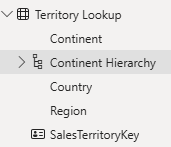 Territory Lookup
Continent
Continent Hierarchy
Country
Region
SalesTerritoryKey